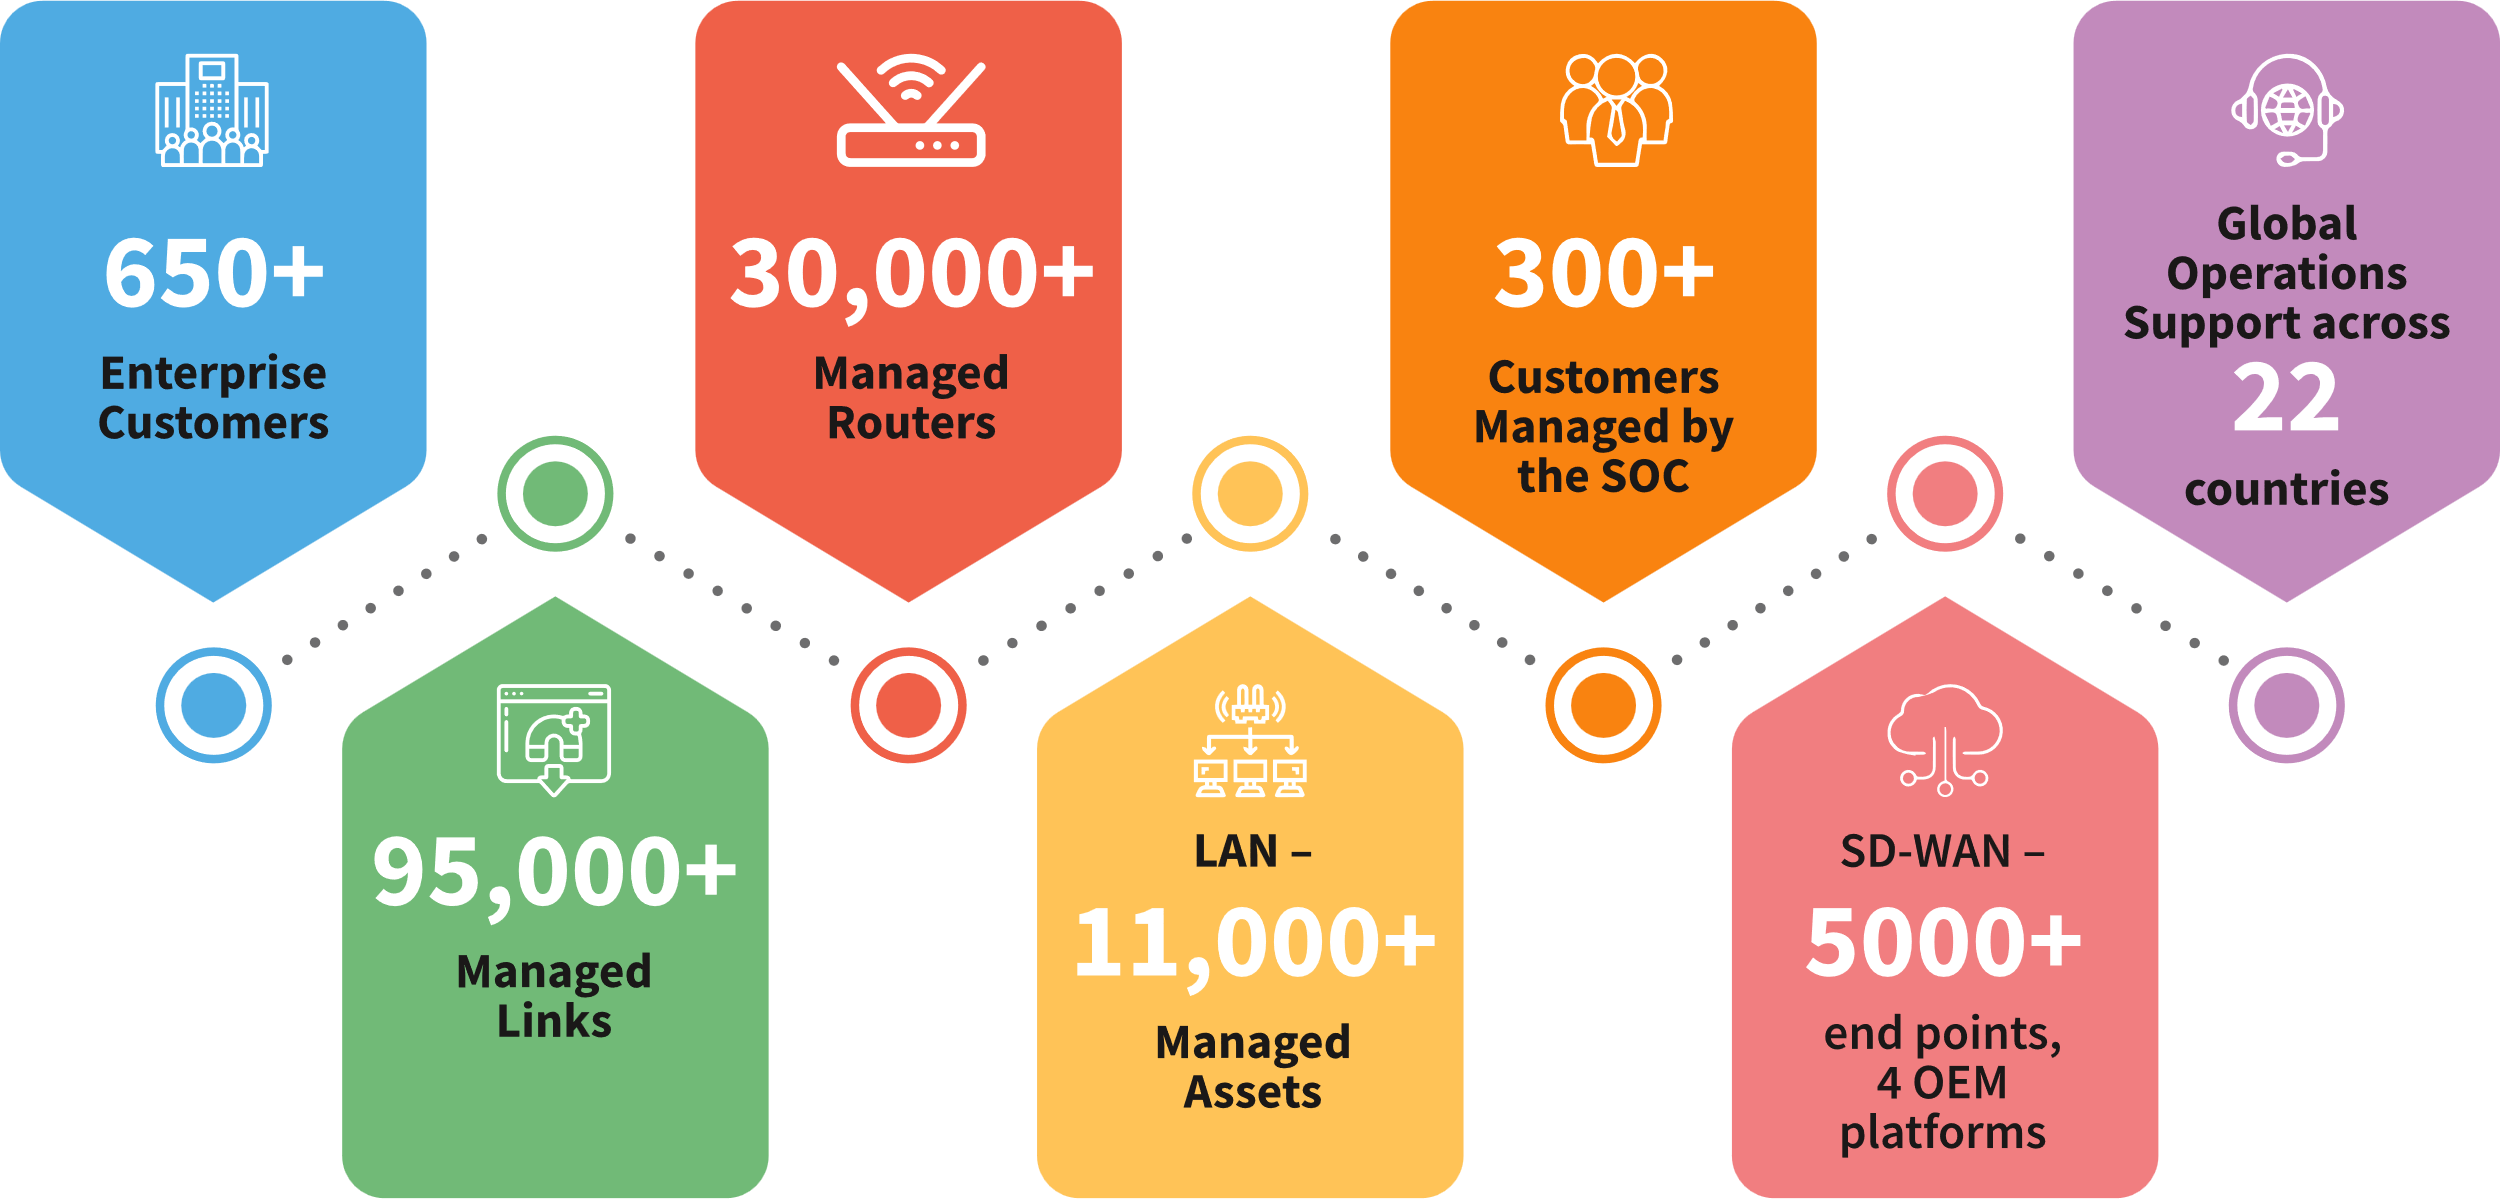 650+
Enterprise
Customers
95,000+
Managed
Links
30,000+
Managed
Routers
LAN –
11,000+
Managed
Assets
300+
Customers
Managed by
the SOC
SD-WAN –
5000+
end points,
4 OEM
platforms
Global
Operations
Support across
22
countries